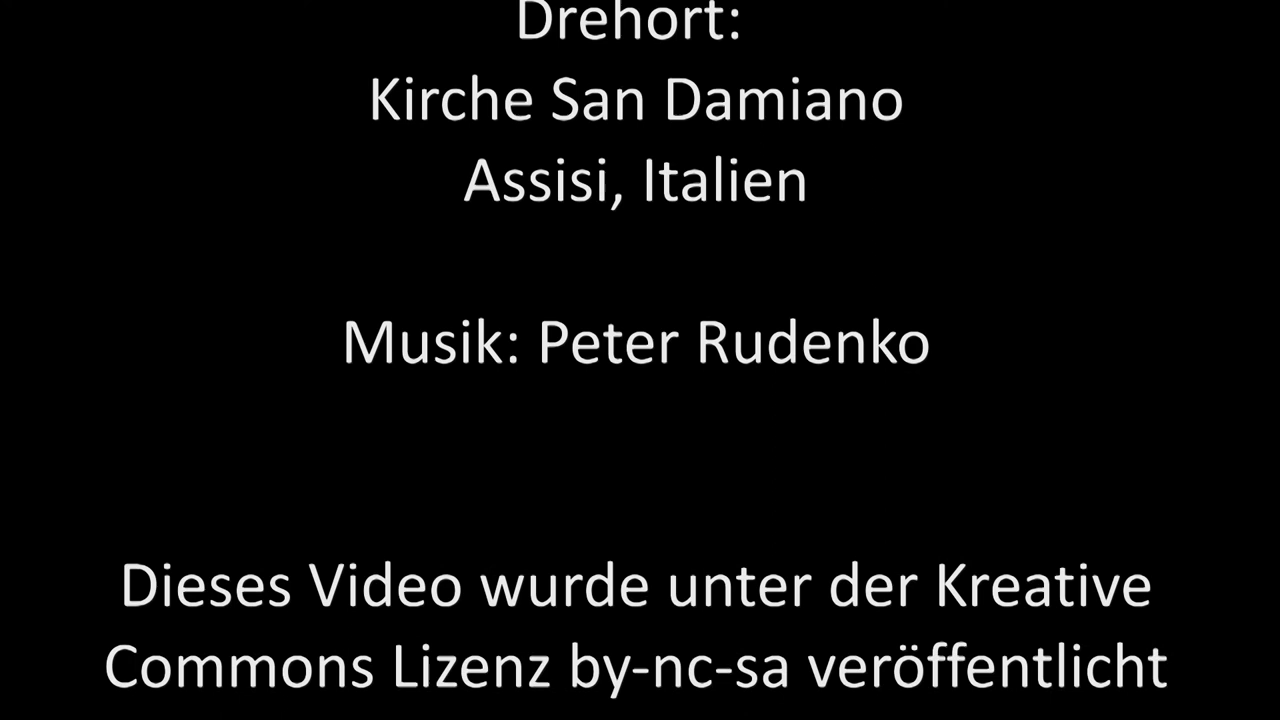 Drehort:
Kirche San Damiano
Assisi, Italien
Musik: Peter Rudenko
Dieses Video wurde unter der Kreative
Commons Lizenz by-nc-sa veröffentlicht